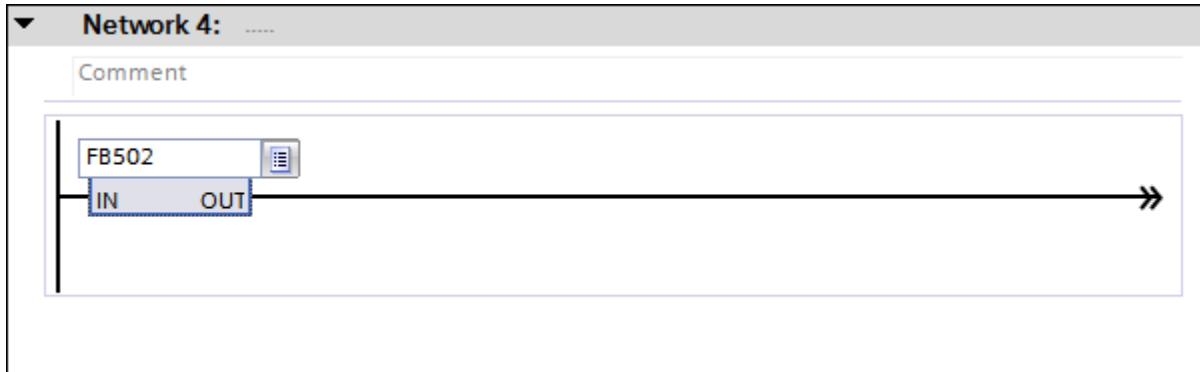 Network 4: .....
Comment
FB502
IN OUT